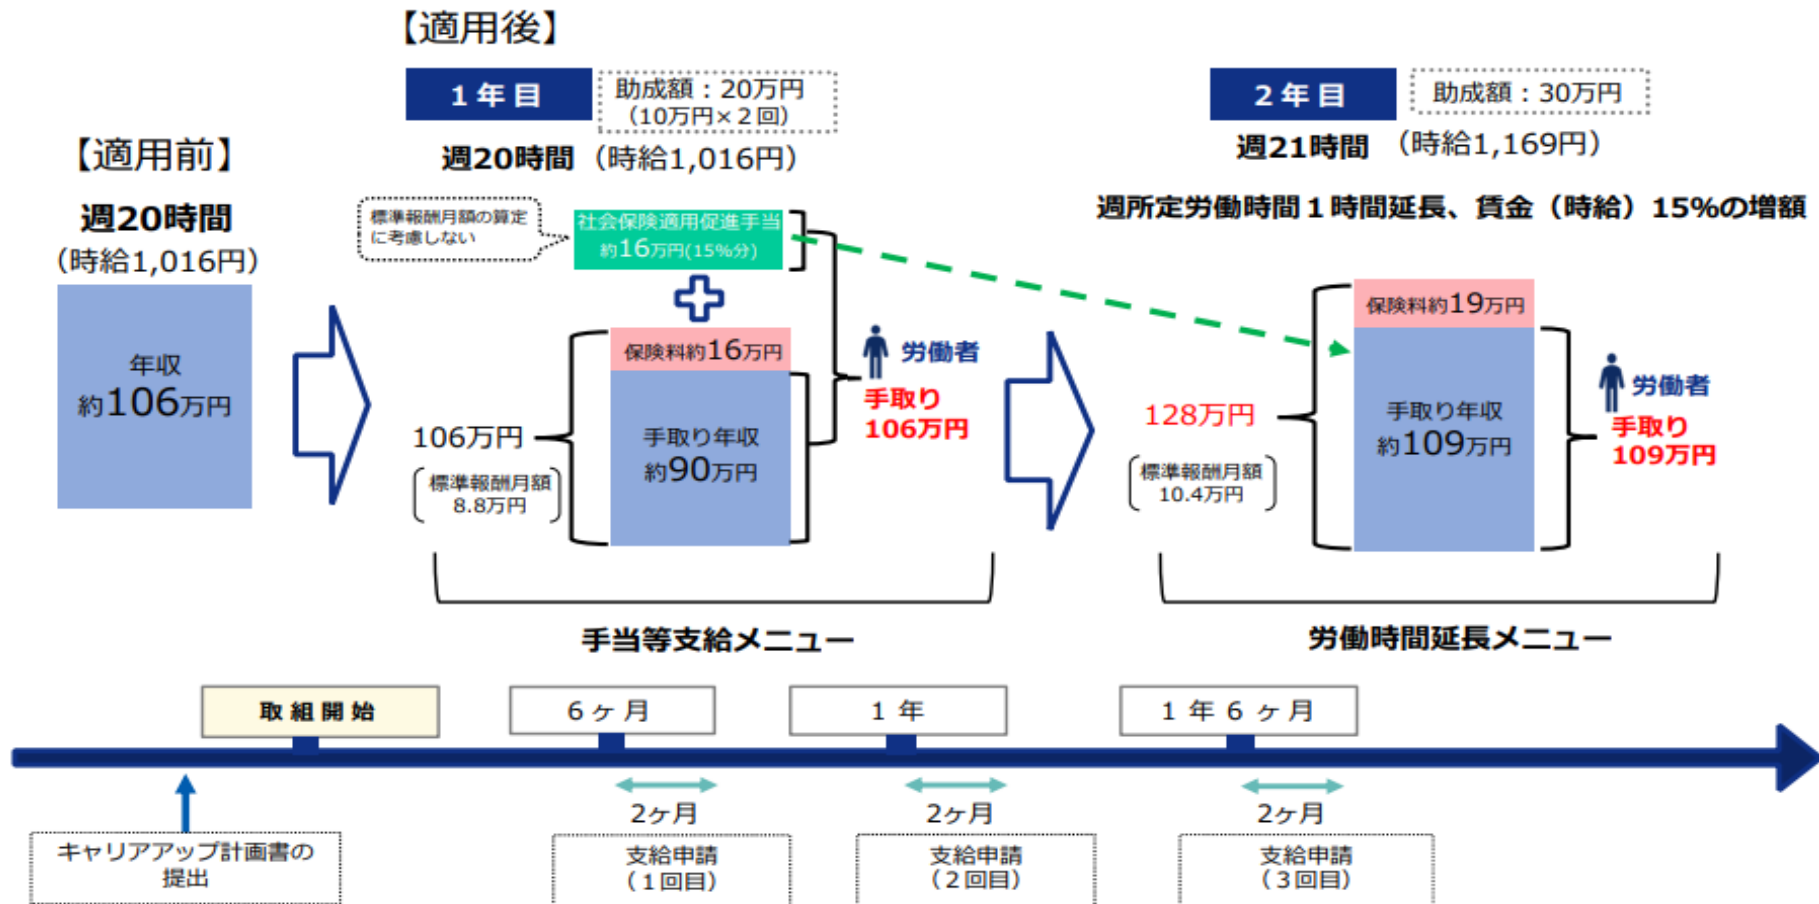 【適用後】
1年目
助成額：20万円
（10万円×２回）
週20時間（時給1,016円）
2年目
助成額：30万円
週21時間（時給1,169円）
週所定労働時間１時間延長、賃金（時給）15%の増額
【適用前】
週20時間
（時給1,016円）
年収
約106万円
標準報酬月額の算定
に考慮しない
社会保険適用促進手当
約16万円(15%分)
保険料約16万円
手取り年収
約90万円
106万円
標準報酬月額
8.8万円
労働者
手取り
106万円
128万円
標準報酬月額
10.4万円
保険料約19万円
手取り年収
約109万円
労働者
手取り
109万円
手当等支給メニュー
労働時間延長メニュー
取組開始
6ヶ月
1年
1年6ヶ月
2ヶ月
2ヶ月
2ヶ月
キャリアアップ計画書の
提出
支給申請
（１回目）
支給申請
（２回目）
支給申請
（３回目）